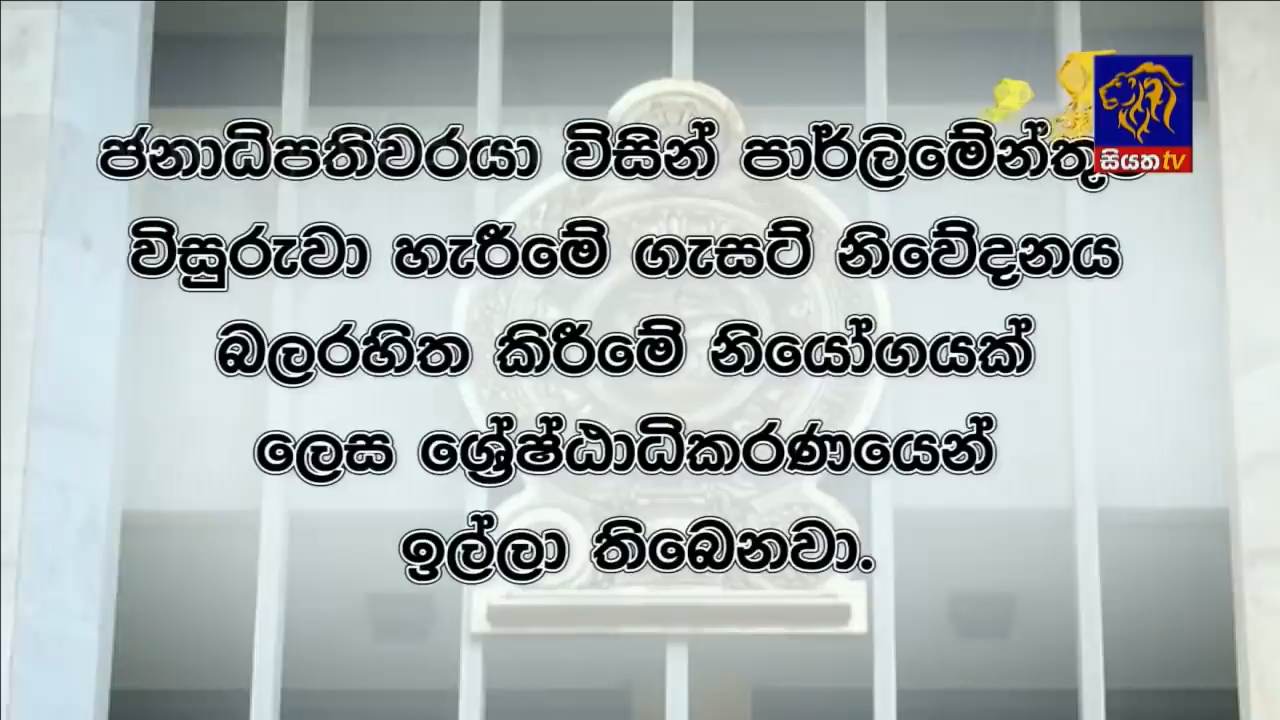 ජනාධිපතිවරයා විසින් පාර්ලිමේන්තුව
විසුරුවා හැරීමේ ගැසට් නිවේදනය
බලරහිත කිරීමේ නියෝගයක්
ලෙස ශ්‍රේෂ්ඨාධිකරණයෙන්
ඉල්ලා තිබෙනවා.
සියත tv